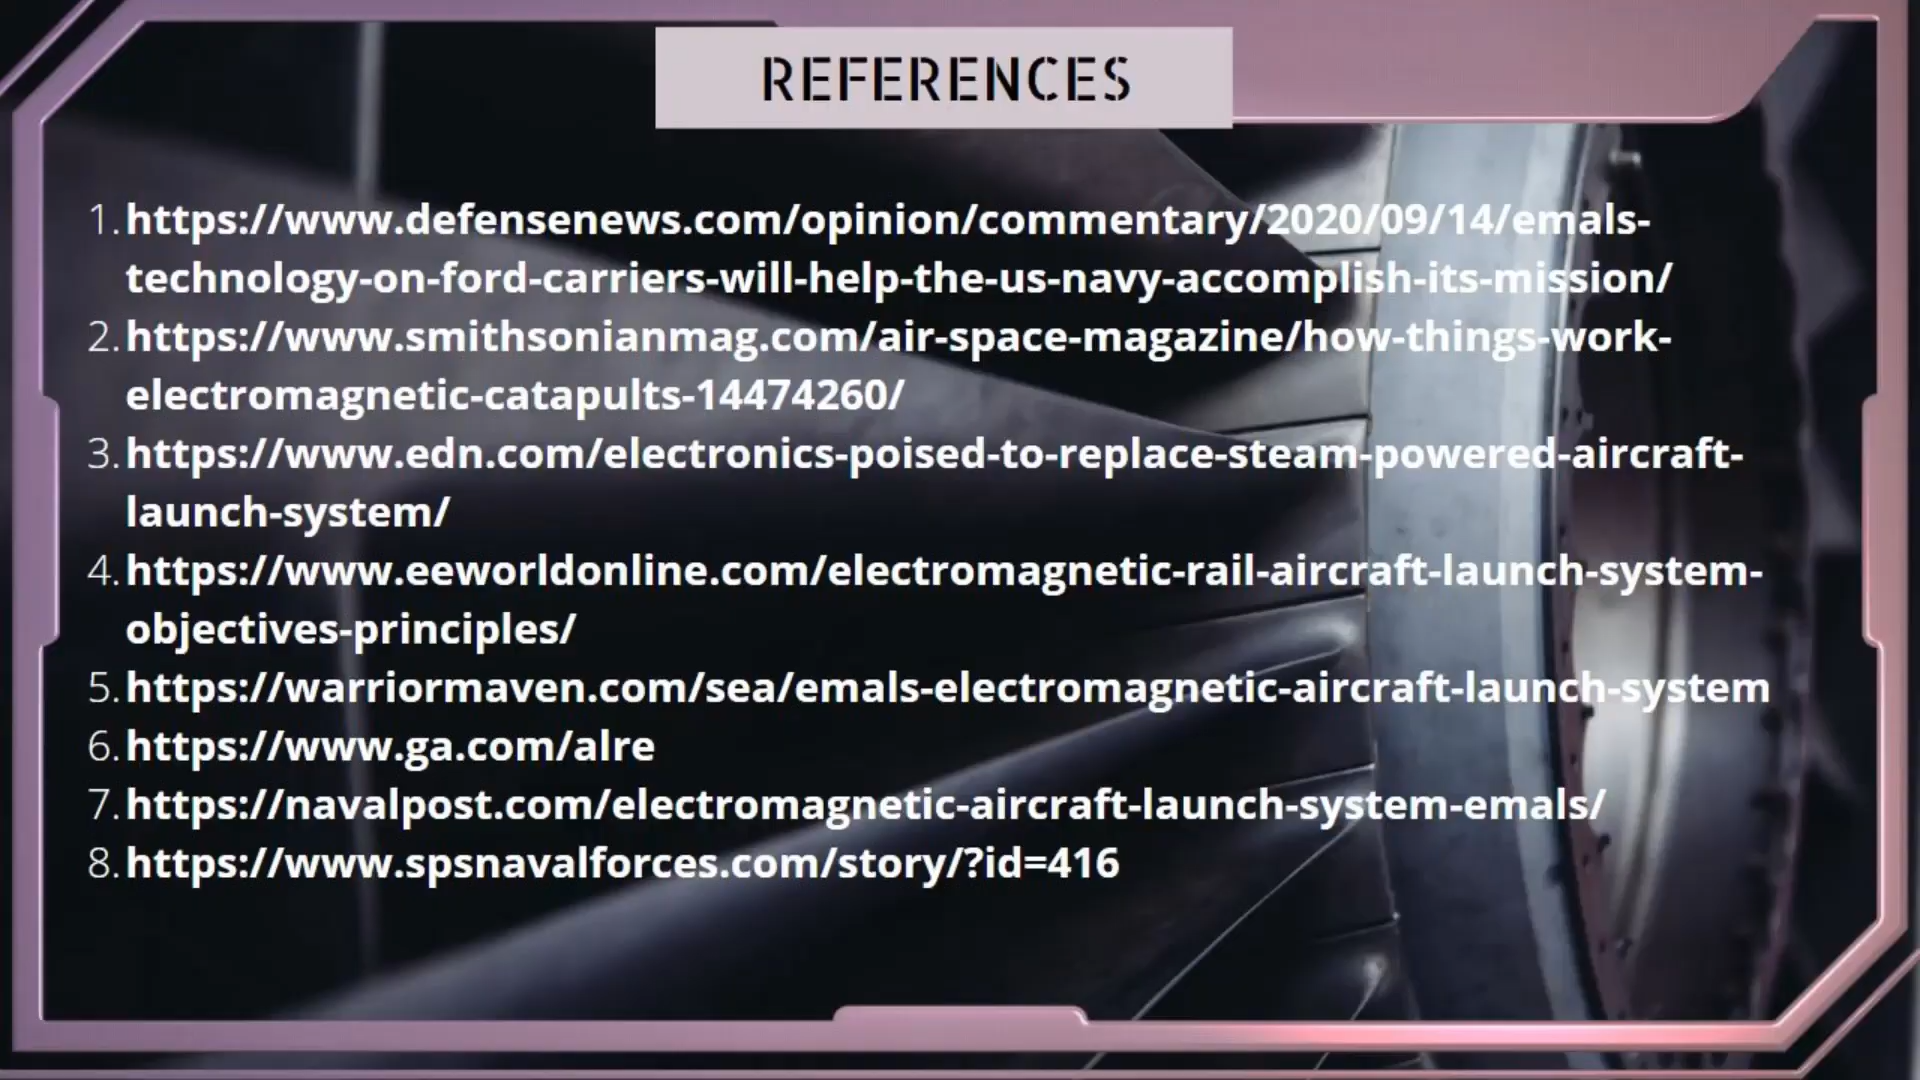 REFERENCES
1. https://www.defensenews.com/opinion/commentary/2020/09/14/emals-
technology-on-ford-carriers-will-help-the-us-navy-accomplish-its-mission/
2. https://www.smithsonianmag.com/air-space-magazine/how-things-work-
electromagnetic-catapults-14474260/
3. https://www.edn.com/electronics-poised-to-replace-steam-powered-aircraft-
launch-system/
4. https://www.eeworldonline.com/electromagnetic-rail-aircraft-launch-system-
objectives-principles/
5. https://warriormaven.com/sea/emals-electromagnetic-aircraft-launch-system
6. https://www.ga.com/alre
7. https://navalpost.com/electromagnetic-aircraft-launch-system-emals/
8. https://www.spsnavalforces.com/story/?id=416